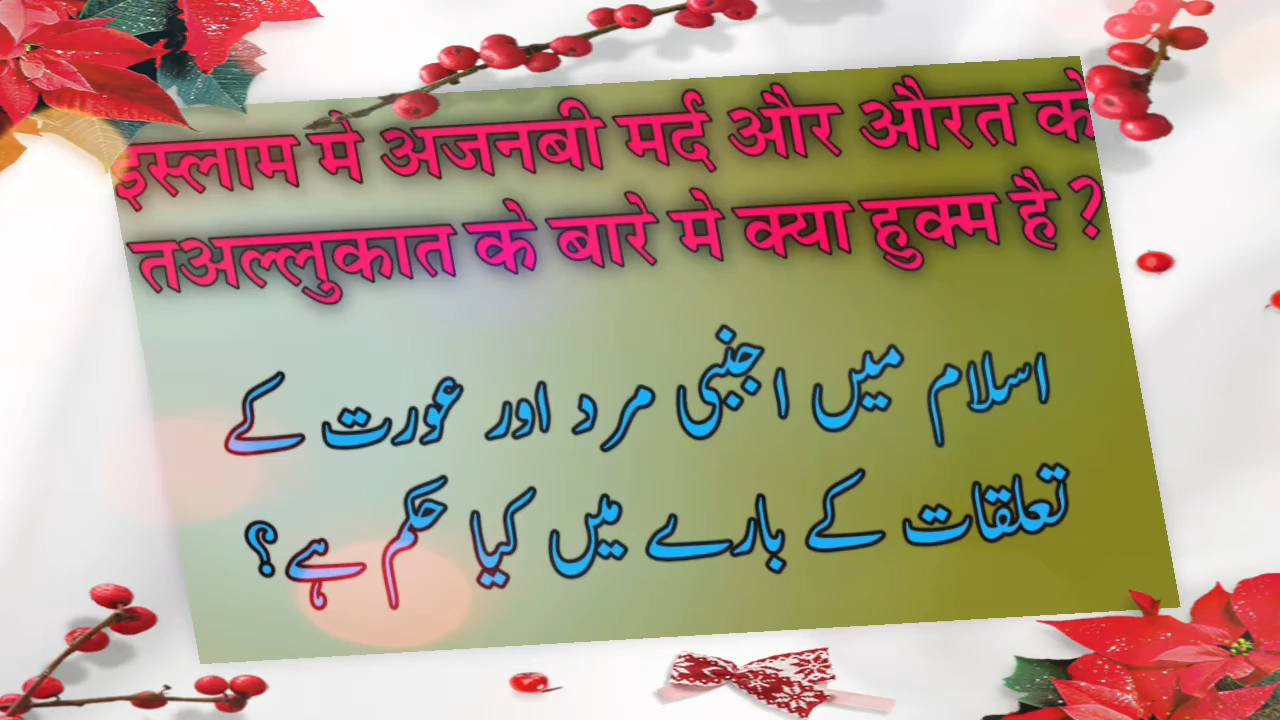 इस्लाम मे अजनबी मर्द और औरत को
तअल्लुकात के बारे मे क्या हुक्म है ?
اسلام میں اجنبی مرد اور عورت کے
تعلقات کے بارے میں کیا حکم ہے؟